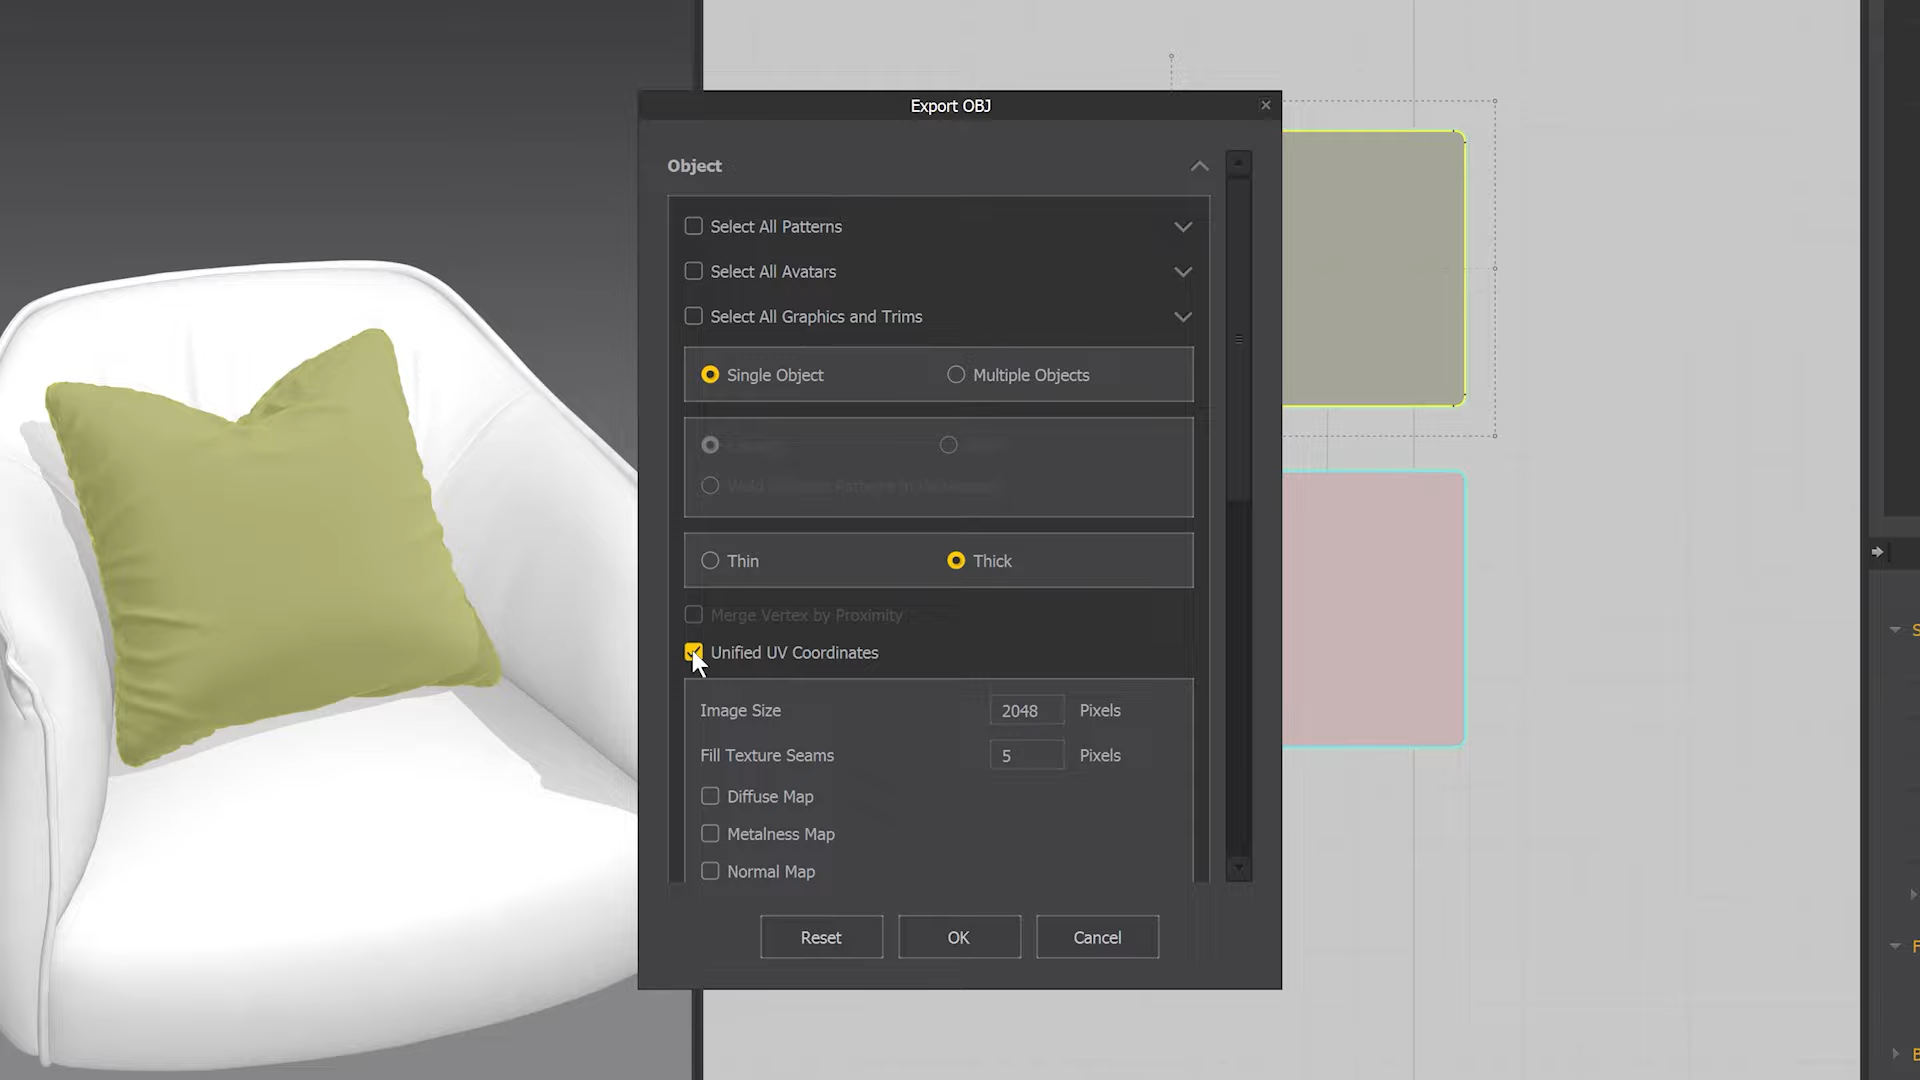 Export OBJ
Object
Select All Patterns
Select All Avatars
Select All Graphics and Trims
Single Object
Multiple Objects
Thin
Thick
Merge Vertex by Proximity
Unified UV Coordinates
Image Size
2048
Pixels
Fill Texture Seams
5
Pixels
Diffuse Map
Metalness Map
Normal Map
Reset
OK
Cancel
S
F
B